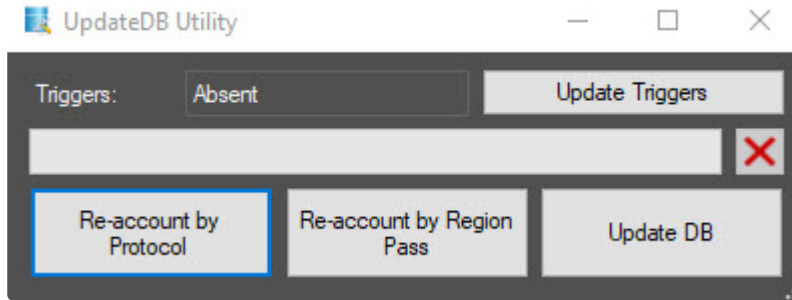 UpdateDB Utility
Triggers: Absent Update Triggers
Re-account by Protocol
Re-account by Region Pass
Update DB